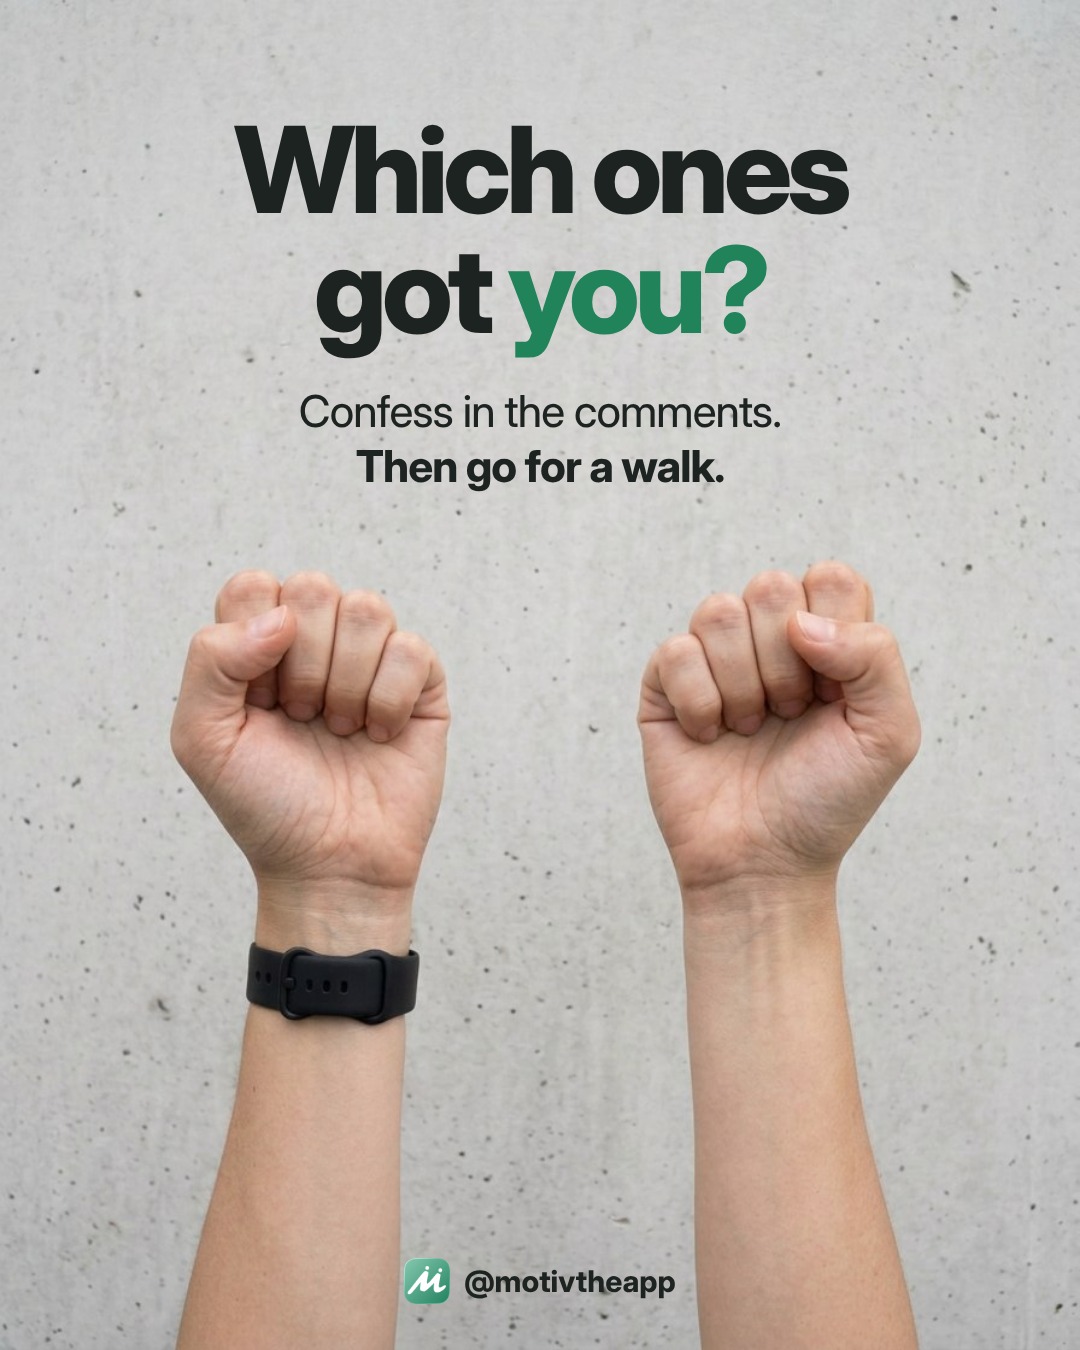 Which ones
got you?
Confess in the comments.
Then go for a walk.
@motivtheapp